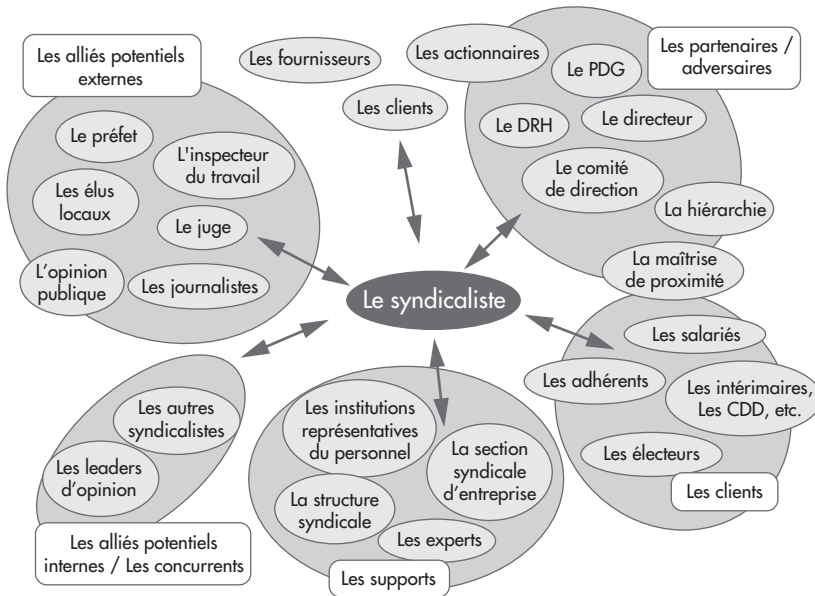 Les alliés potentiels
externes
Le préfet
L'inspecteur
du travail
Les élus
locaux
Le juge
L'opinion
publique
Les journalistes
Les fournisseurs
Les clients
Les actionnaires
Les partenaires /
adversaires
Le PDG
Le DRH
Le directeur
Le comité
de direction
La hiérarchie
La maîtrise
de proximité
Le syndicaliste
Les salariés
Les adhérents
Les intérimaires,
Les CDD, etc.
Les électeurs
Les clients
Les autres
syndicalistes
Les leaders
d'opinion
Les alliés potentiels
internes / Les concurrents
Les institutions
représentatives
du personnel
La section
syndicale
d'entreprise
La structure
syndicale
Les experts
Les supports